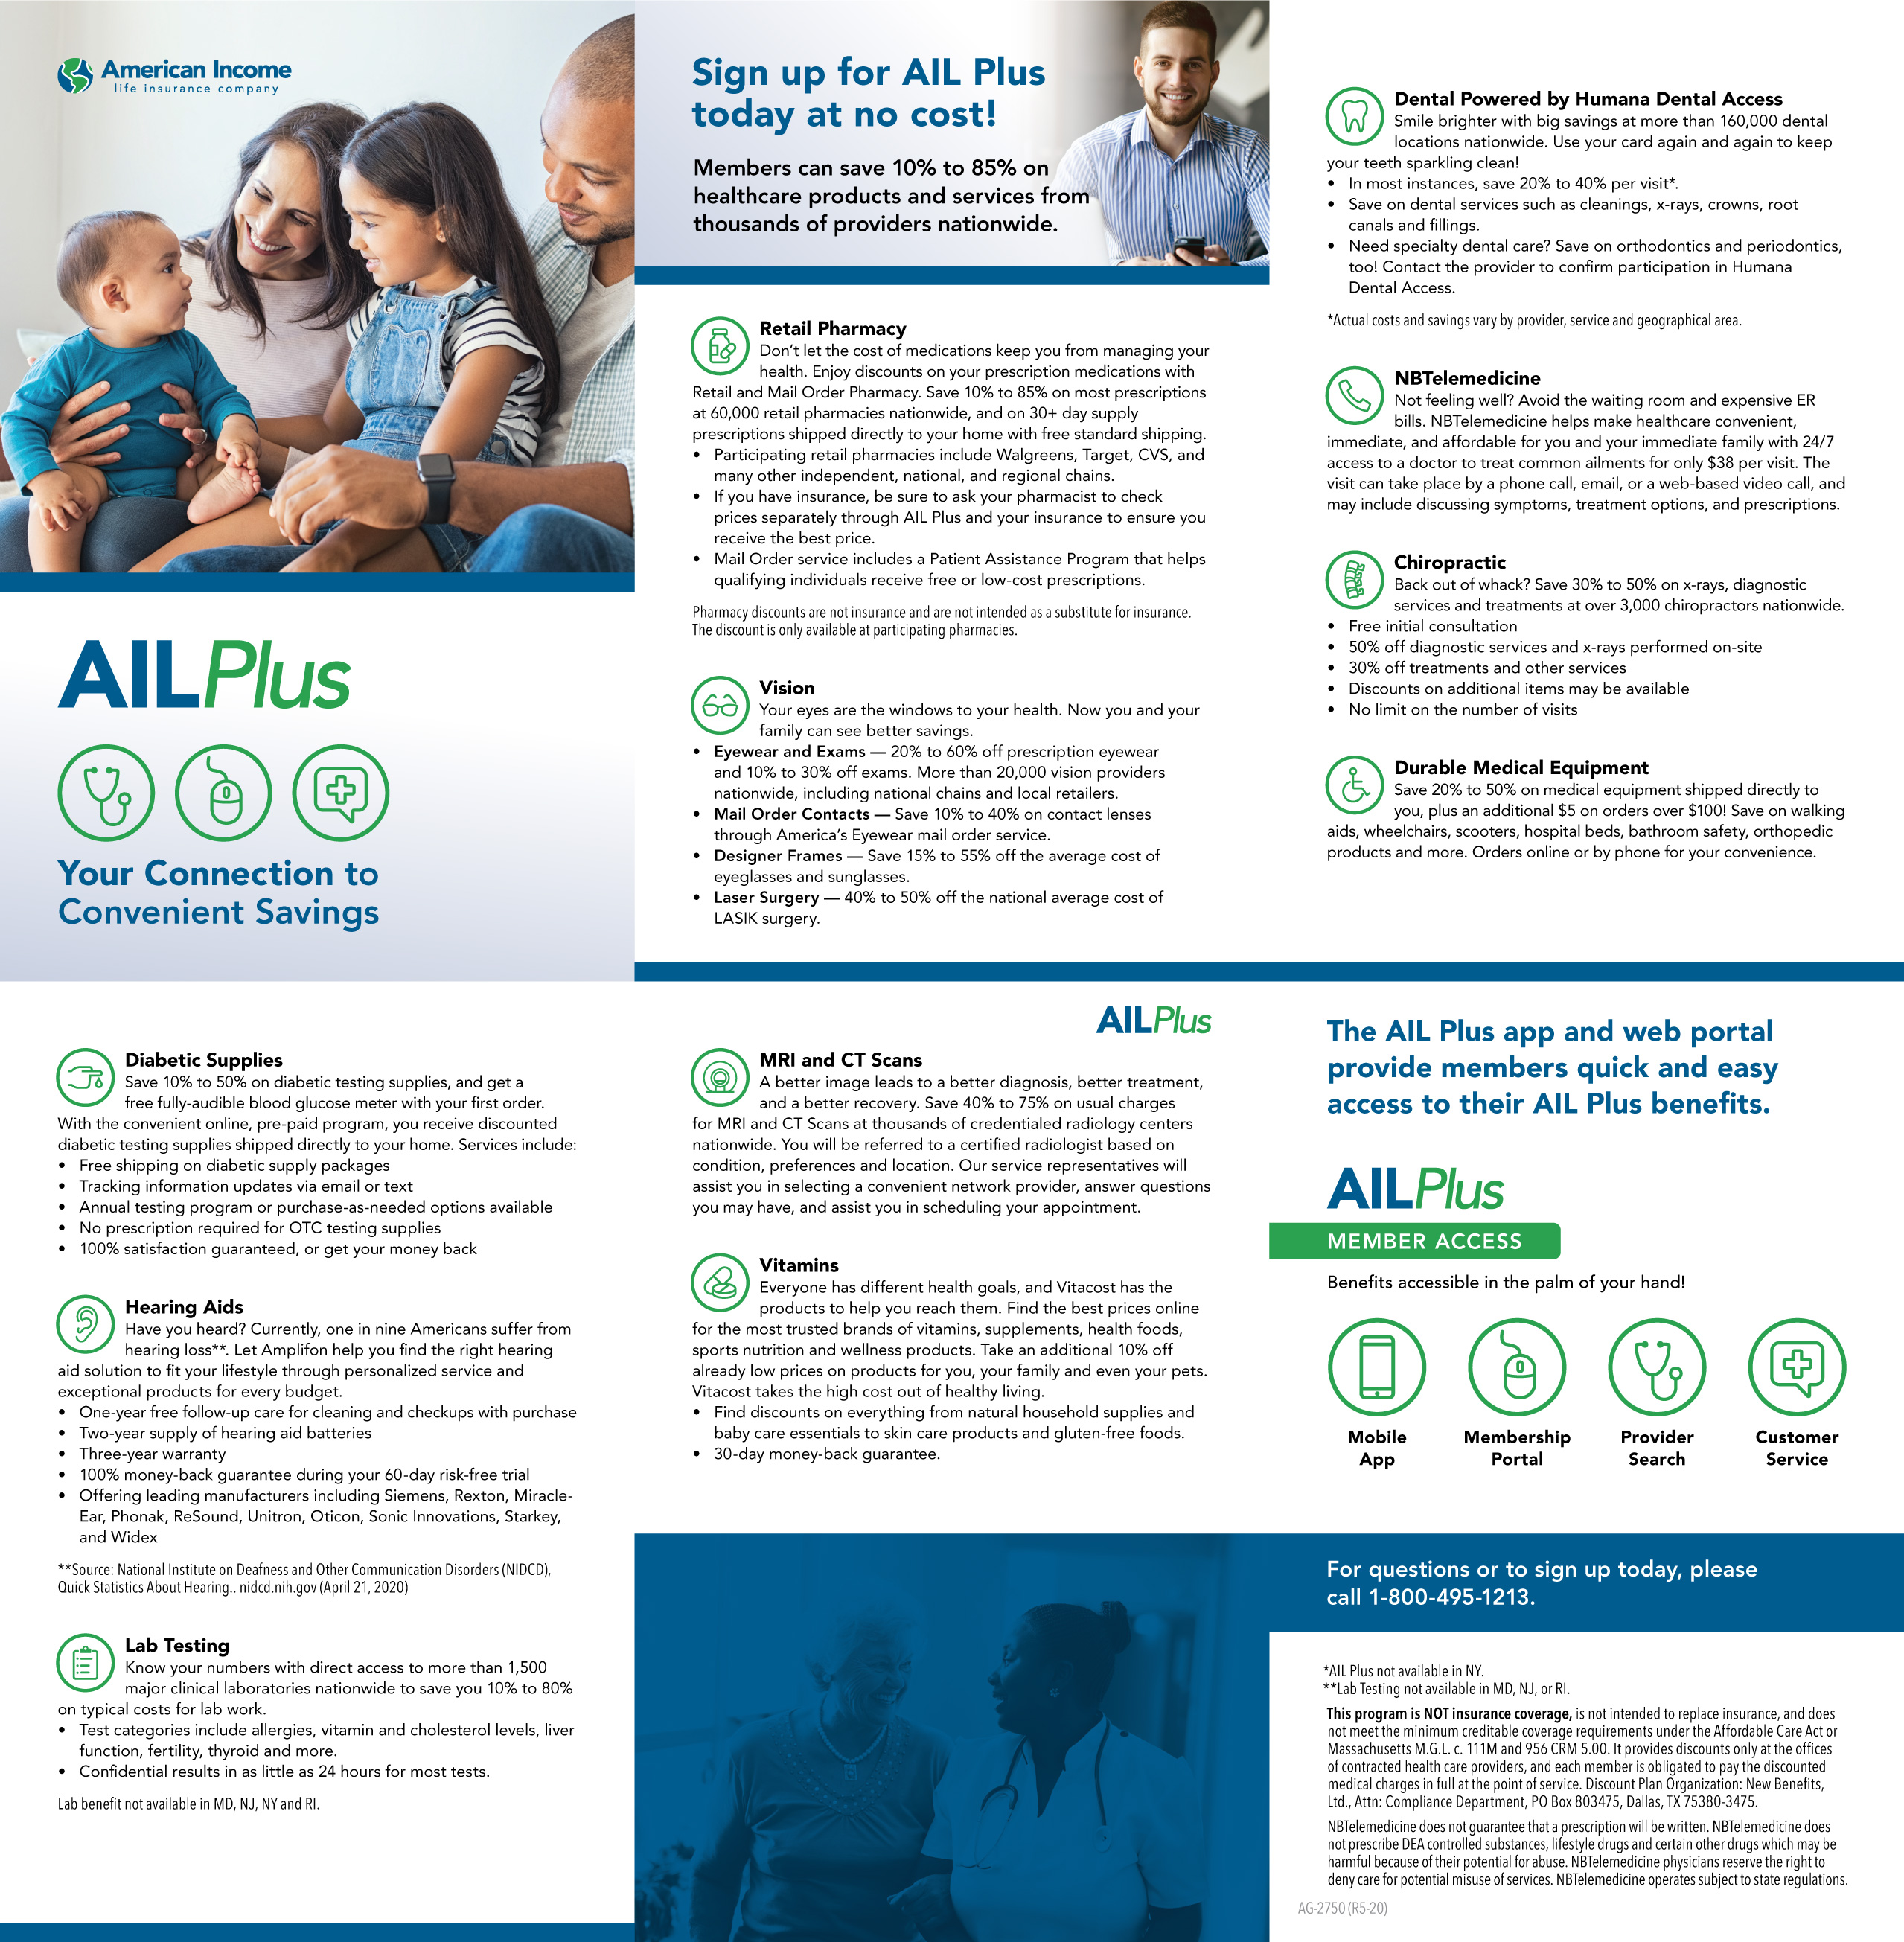 American Income
life insurance company
AILPlus
Your Connection to
Convenient Savings
Sign up for AIL Plus
today at no cost!
Members can save 10% to 85% on
healthcare products and services from
thousands of providers nationwide.
Retail Pharmacy
Don't let the cost of medications keep you from managing your
health. Enjoy discounts on your prescription medications with
Retail and Mail Order Pharmacy. Save 10% to 85% on most prescriptions
at 60,000 retail pharmacies nationwide, and on 30+ day supply
prescriptions shipped directly to your home with free standard shipping.
• Participating retail pharmacies include Walgreens, Target, CVS, and
many other independent, national, and regional chains.
• If you have insurance, be sure to ask your pharmacist to check
prices separately through AIL Plus and your insurance to ensure you
receive the best price.
• Mail Order service includes a Patient Assistance Program that helps
qualifying individuals receive free or low-cost prescriptions.
Pharmacy discounts are not insurance and are not intended as a substitute for insurance.
The discount is only available at participating pharmacies.
Vision
Your eyes are the windows to your health. Now you and your
family can see better savings.
• Eyewear and Exams — 20% to 60% off prescription eyewear
and 10% to 30% off exams. More than 20,000 vision providers
nationwide, including national chains and local retailers.
• Mail Order Contacts — Save 10% to 40% on contact lenses
through America's Eyewear mail order service.
• Designer Frames — Save 15% to 55% off the average cost of
eyeglasses and sunglasses.
• Laser Surgery — 40% to 50% off the national average cost of
LASIK surgery.
Dental Powered by Humana Dental Access
Smile brighter with big savings at more than 160,000 dental
locations nationwide. Use your card again and again to keep
your teeth sparkling clean!
• In most instances, save 20% to 40% per visit*.
• Save on dental services such as cleanings, x-rays, crowns, root
canals and fillings.
• Need specialty dental care? Save on orthodontics and periodontics,
too! Contact the provider to confirm participation in Humana
Dental Access.
*Actual costs and savings vary by provider, service and geographical area.
NBTelemedicine
Not feeling well? Avoid the waiting room and expensive ER
bills. NBTelemedicine helps make healthcare convenient,
immediate, and affordable for you and your immediate family with 24/7
access to a doctor to treat common ailments for only $38 per visit. The
visit can take place by a phone call, email, or a web-based video call, and
may include discussing symptoms, treatment options, and prescriptions.
Chiropractic
Back out of whack? Save 30% to 50% on x-rays, diagnostic
services and treatments at over 3,000 chiropractors nationwide.
• Free initial consultation
• 50% off diagnostic services and x-rays performed on-site
• 30% off treatments and other services
• Discounts on additional items may be available
• No limit on the number of visits
Durable Medical Equipment
Save 20% to 50% on medical equipment shipped directly to
you, plus an additional $5 on orders over $100! Save on walking
aids, wheelchairs, scooters, hospital beds, bathroom safety, orthopedic
products and more. Orders online or by phone for your convenience.
Diabetic Supplies
Save 10% to 50% on diabetic testing supplies, and get a
free fully-audible blood glucose meter with your first order.
With the convenient online, pre-paid program, you receive discounted
diabetic testing supplies shipped directly to your home. Services include:
• Free shipping on diabetic supply packages
• Tracking information updates via email or text
• Annual testing program or purchase-as-needed options available
• No prescription required for OTC testing supplies
• 100% satisfaction guaranteed, or get your money back
Hearing Aids
Have you heard? Currently, one in nine Americans suffer from
hearing loss**. Let Amplifon help you find the right hearing
aid solution to fit your lifestyle through personalized service and
exceptional products for every budget.
• One-year free follow-up care for cleaning and checkups with purchase
• Two-year supply of hearing aid batteries
• Three-year warranty
• 100% money-back guarantee during your 60-day risk-free trial
• Offering leading manufacturers including Siemens, Rexton, Miracle-
Ear, Phonak, ReSound, Unitron, Oticon, Sonic Innovations, Starkey,
and Widex
**Source: National Institute on Deafness and Other Communication Disorders (NIDCD),
Quick Statistics About Hearing.. nidcd.nih.gov (April 21, 2020)
Lab Testing
Know your numbers with direct access to more than 1,500
major clinical laboratories nationwide to save you 10% to 80%
on typical costs for lab work.
• Test categories include allergies, vitamin and cholesterol levels, liver
function, fertility, thyroid and more.
• Confidential results in as little as 24 hours for most tests.
Lab benefit not available in MD, NJ, NY and RI.
AILPlus
MRI and CT Scans
A better image leads to a better diagnosis, better treatment,
and a better recovery. Save 40% to 75% on usual charges
for MRI and CT Scans at thousands of credentialed radiology centers
nationwide. You will be referred to a certified radiologist based on
condition, preferences and location. Our service representatives will
assist you in selecting a convenient network provider, answer questions
you may have, and assist you in scheduling your appointment.
Vitamins
Everyone has different health goals, and Vitacost has the
products to help you reach them. Find the best prices online
for the most trusted brands of vitamins, supplements, health foods,
sports nutrition and wellness products. Take an additional 10% off
already low prices on products for you, your family and even your pets.
Vitacost takes the high cost out of healthy living.
• Find discounts on everything from natural household supplies and
baby care essentials to skin care products and gluten-free foods.
• 30-day money-back guarantee.
The AIL Plus app and web portal
provide members quick and easy
access to their AIL Plus benefits.
AILPlus
MEMBER ACCESS
Benefits accessible in the palm of your hand!
Mobile
App
Membership
Portal
Provider
Search
Customer
Service
For questions or to sign up today, please
call 1-800-495-1213.
*AIL Plus not available in NY.
**Lab Testing not available in MD, NJ, or RI.
This program is NOT insurance coverage, is not intended to replace insurance, and does
not meet the minimum creditable coverage requirements under the Affordable Care Act or
Massachusetts M.G.L. c. 111M and 956 CRM 5.00. It provides discounts only at the offices
of contracted health care providers, and each member is obligated to pay the discounted
medical charges in full at the point of service. Discount Plan Organization: New Benefits,
Ltd., Attn: Compliance Department, PO Box 803475, Dallas, TX 75380-3475.
NBTelemedicine does not guarantee that a prescription will be written. NBTelemedicine does
not prescribe DEA controlled substances, lifestyle drugs and certain other drugs which may be
harmful because of their potential for abuse. NBTelemedicine physicians reserve the right to
deny care for potential misuse of services. NBTelemedicine operates subject to state regulations.
AG-2750 (R5-20)